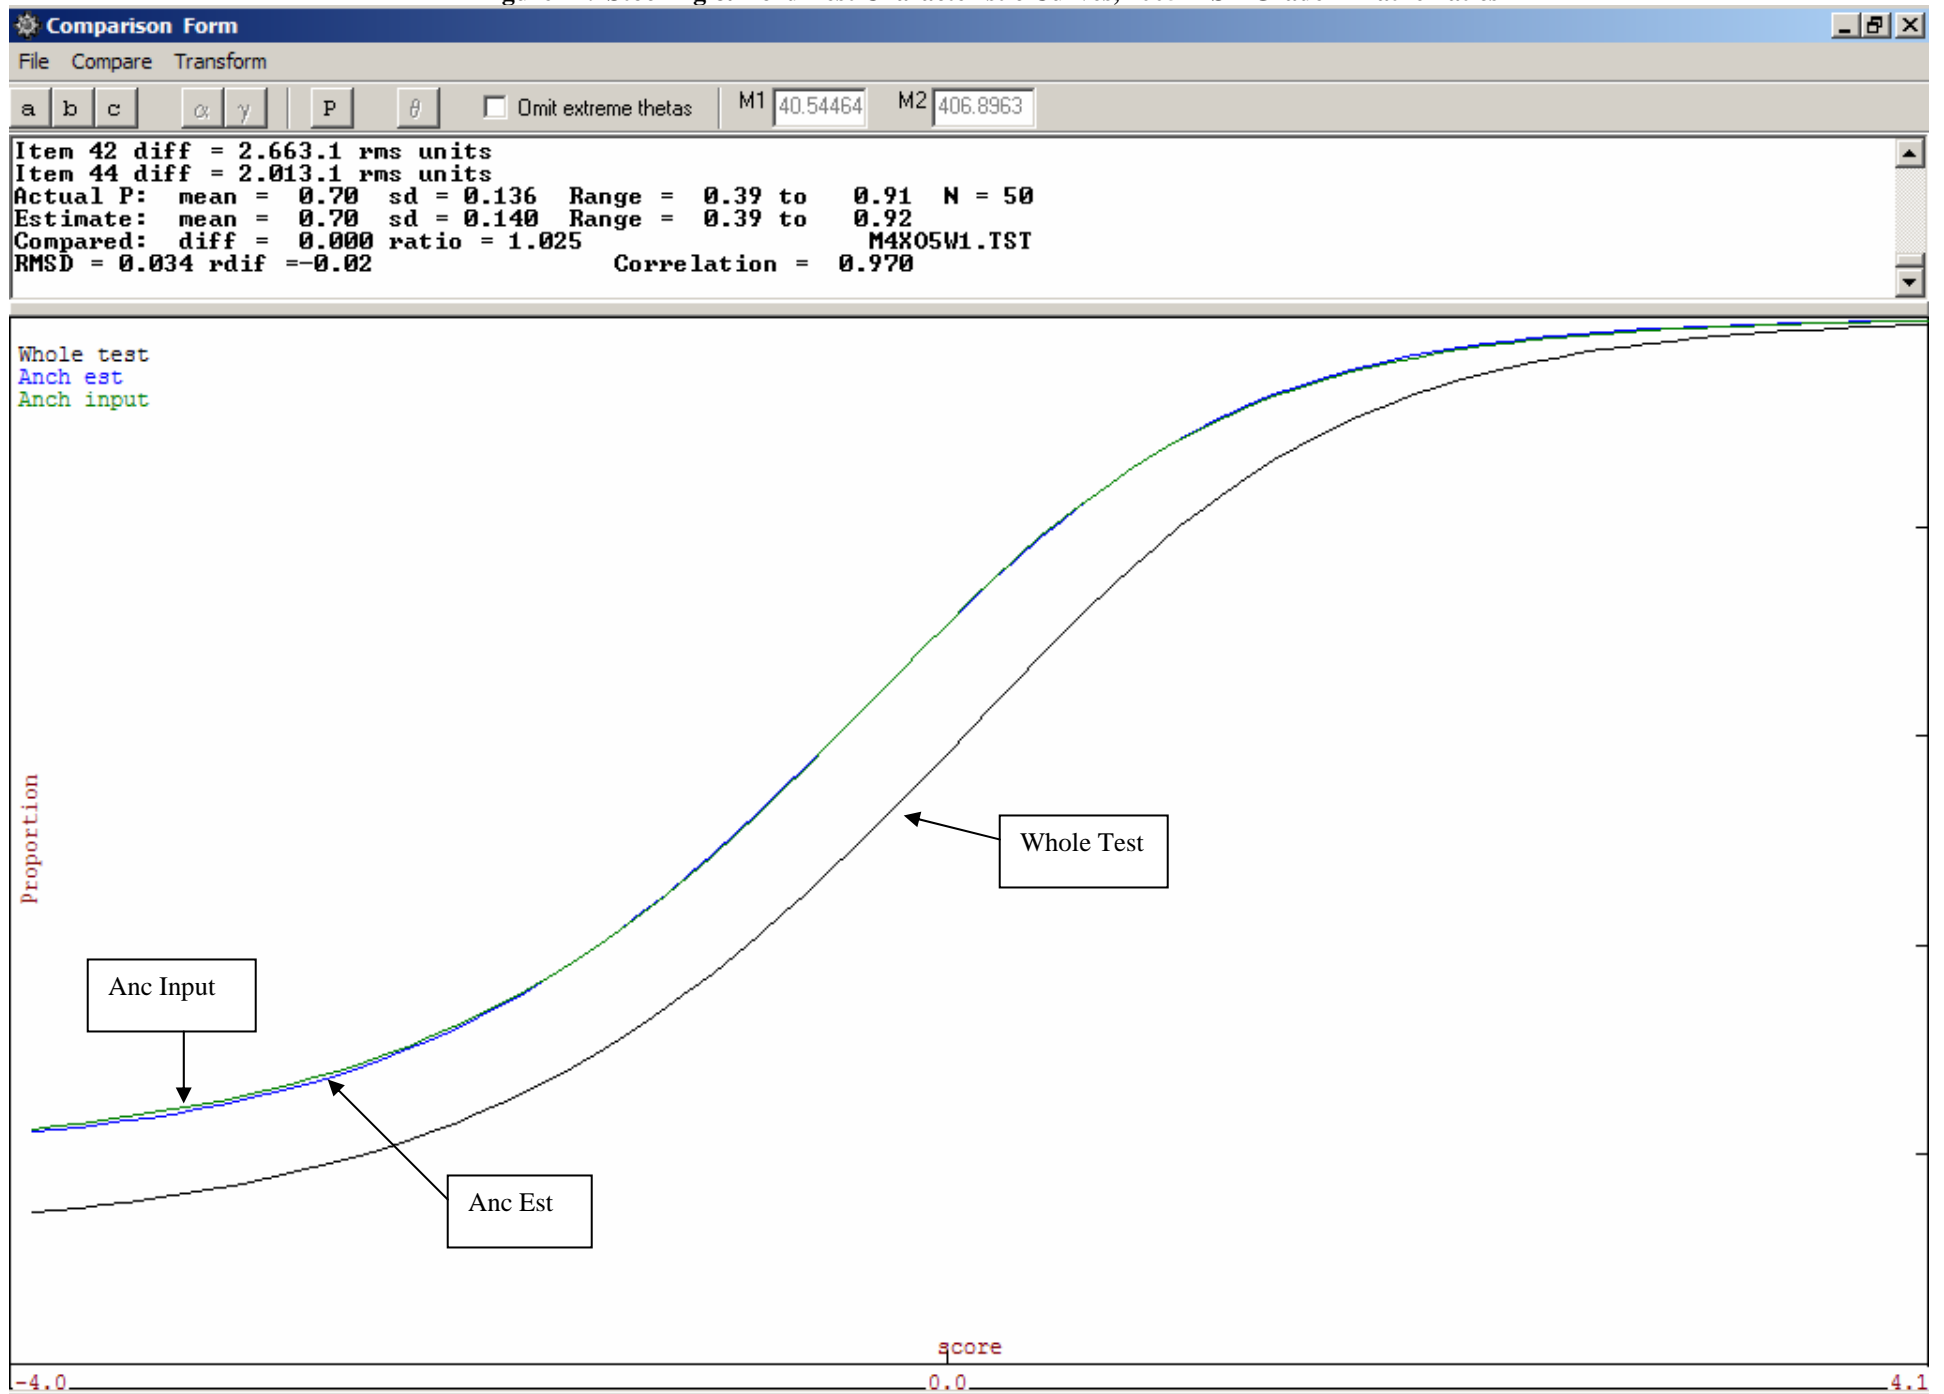 Comparison Form
File Compare Transform
a b c α γ P θ Omit extreme thetas M1 40.54464 M2 406.8963
Item 42 diff = 2.663.1 rms units
Item 44 diff = 2.013.1 rms units
Actual P: mean = 0.70 sd = 0.136 Range = 0.39 to 0.91 N = 50
Estimate: mean = 0.70 sd = 0.140 Range = 0.39 to 0.92
Compared: diff = 0.000 ratio = 1.025 M4XO5W1.TST
RMSD = 0.034 rdif =-0.02 Correlation = 0.970
Whole test
Anch est
Anch input
Proportion
Whole Test
Anc Input
Anc Est
score
-4.0 0.0 4.1